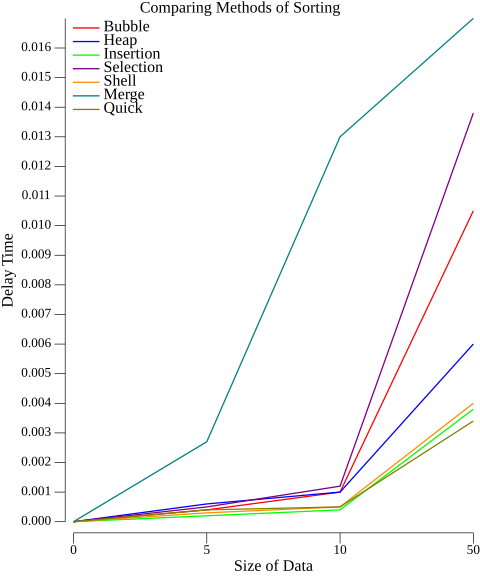 Comparing Methods of Sorting
Bubble
Heap
Insertion
Selection
Shell
Merge
Quick
0.016
0.015
0.014
0.013
0.012
0.011
0.010
0.009
0.008
0.007
0.006
0.005
0.004
0.003
0.002
0.001
0.000
Delay Time
0 5 10 50
Size of Data